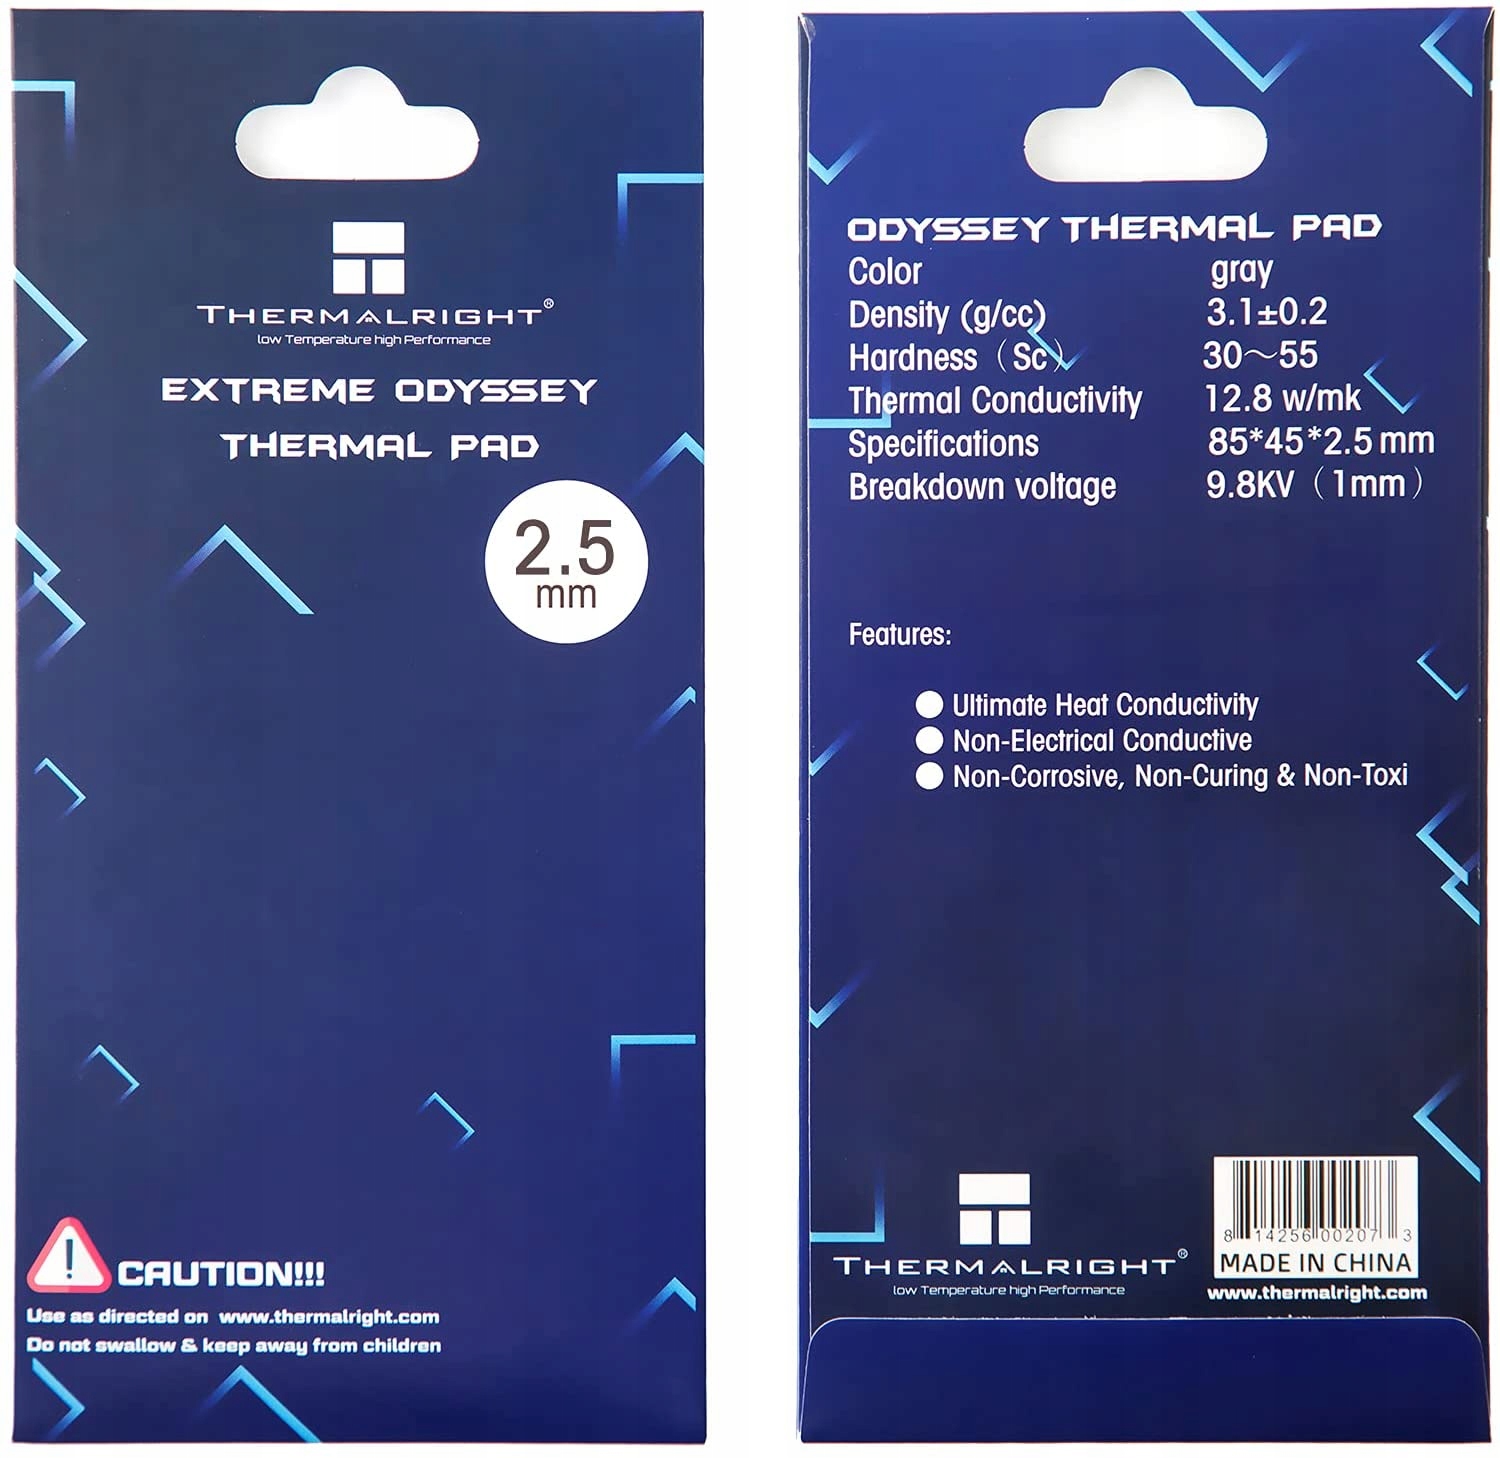 THERMALRIGHT®
low Temperature high Performance
EXTREME ODYSSEY
THERMAL PAD
2.5
mm
CAUTION!!!
Use as directed on www.thermalright.com
Do not swallow & keep away from children
ODYSSEY THERMAL PAD
Color gray
Density (g/cc) 3.1±0.2
Hardness（Sc） 30～55
Thermal Conductivity 12.8 w/mk
Specifications 85*45*2.5 mm
Breakdown voltage 9.8KV（1mm）
Features:
Ultimate Heat Conductivity
Non-Electrical Conductive
Non-Corrosive, Non-Curing & Non-Toxi
THERMALRIGHT®
low Temperature high Performance
8 14256 00207 3
MADE IN CHINA
www.thermalright.com